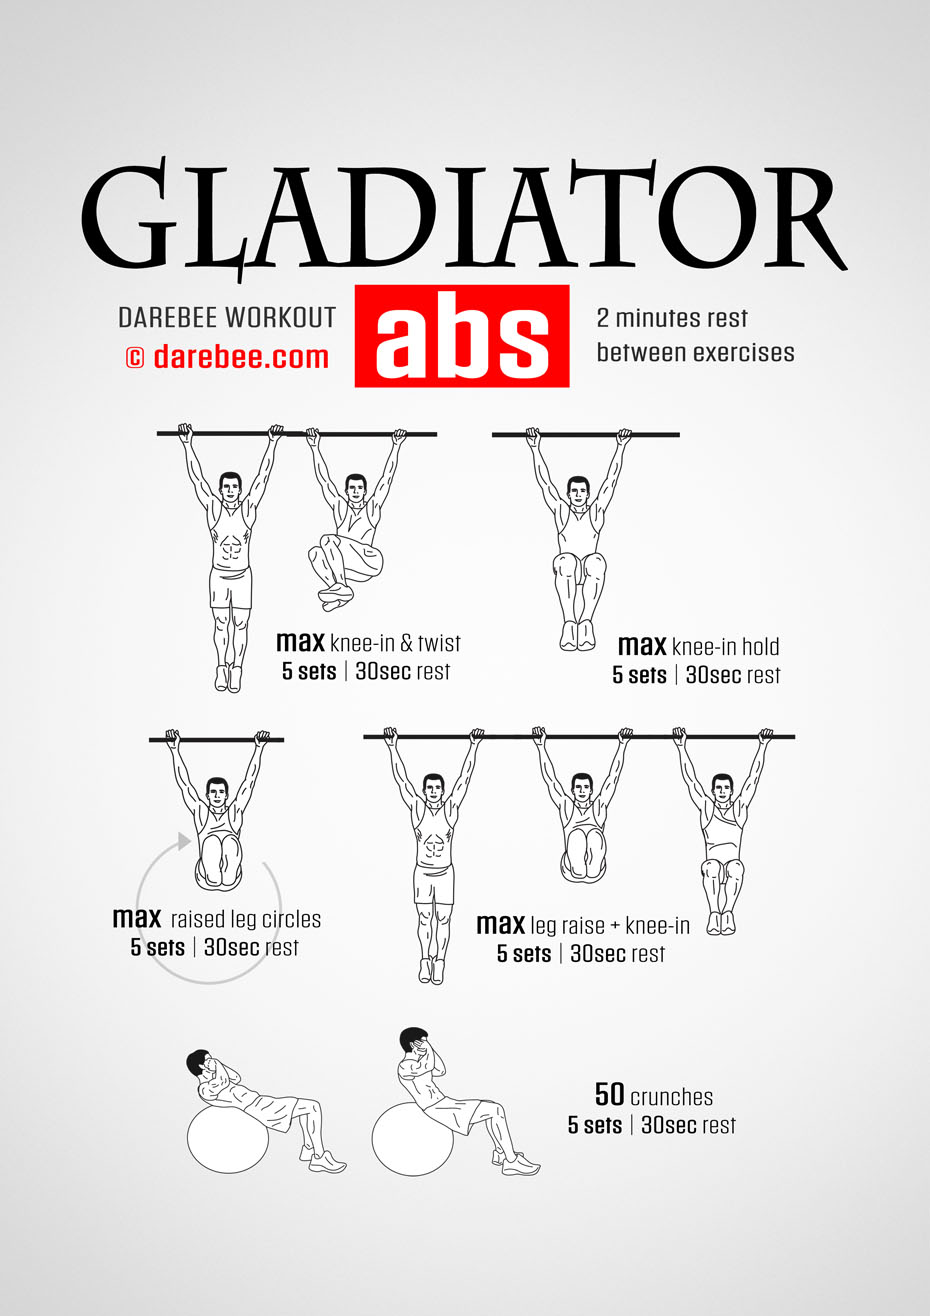 GLADIATOR
DAREBEE WORKOUT
© darebee.com
abs
2 minutes rest
between exercises
max knee-in & twist
5 sets | 30sec rest
max knee-in hold
5 sets | 30sec rest
max raised leg circles
5 sets | 30sec rest
max leg raise + knee-in
5 sets | 30sec rest
50 crunches
5 sets | 30sec rest